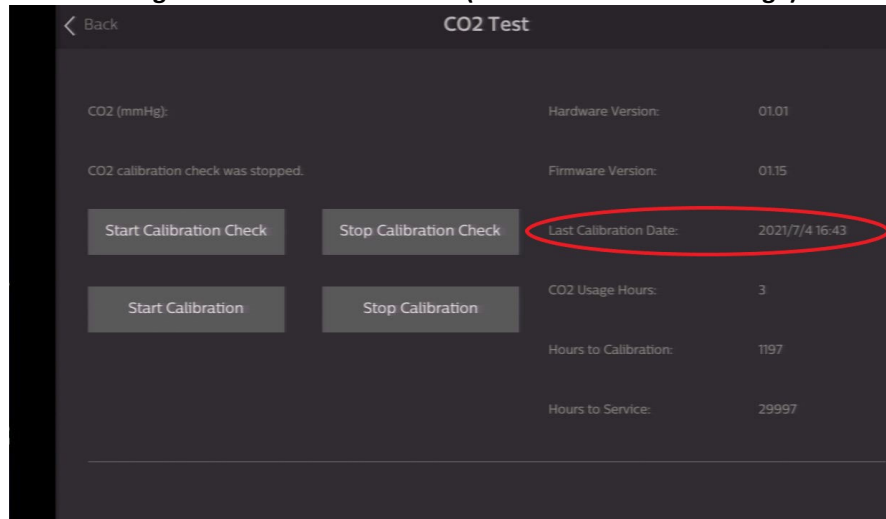 Back
CO2 Test
CO2 (mmHg):
Hardware Version: 01.01
CO2 calibration check was stopped.
Firmware Version: 01.15
Start Calibration Check
Stop Calibration Check
Last Calibration Date: 2021/7/4 16:43
Start Calibration
Stop Calibration
CO2 Usage Hours: 3
Hours to Calibration: 1197
Hours to Service: 29997